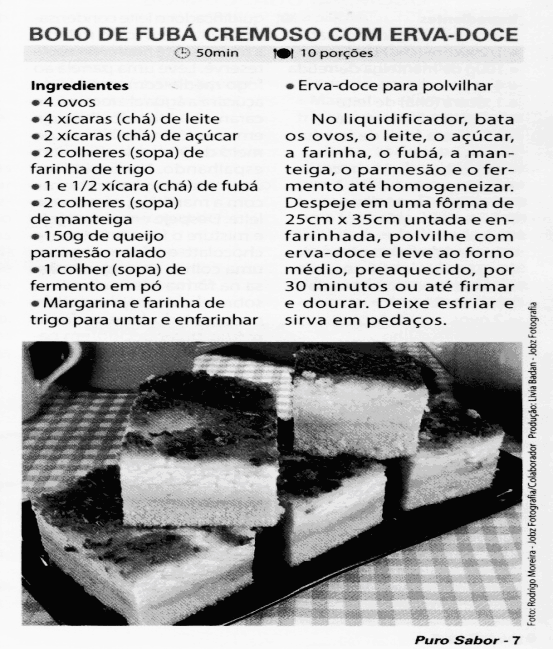 BOLO DE FUBÁ CREMOSO COM ERVA-DOCE
50min 10 porções
Ingredientes
• 4 ovos
• 4 xícaras (chá) de leite
• 2 xícaras (chá) de açúcar
• 2 colheres (sopa) de
farinha de trigo
• 1 e 1/2 xícara (chá) de fubá
• 2 colheres (sopa)
de manteiga
• 150g de queijo
parmesão ralado
• 1 colher (sopa) de
fermento em pó
• Margarina e farinha de
trigo para untar e enfarinhar
• Erva-doce para polvilhar
No liquidificador, bata
os ovos, o leite, o açúcar,
a farinha, o fubá, a man-
teiga, o parmesão e o fer-
mento até homogeneizar.
Despeje em uma fôrma de
25cm x 35cm untada e en-
farinhada, polvilhe com
erva-doce e leve ao forno
médio, preaquecido, por
30 minutos ou até firmar
e dourar. Deixe esfriar e
sirva em pedaços.
Foto: Rodrigo Moreira - Jobz Fotografia/Colaborador Produção: Livia Badan - Jobz Fotografia
Puro Sabor - 7